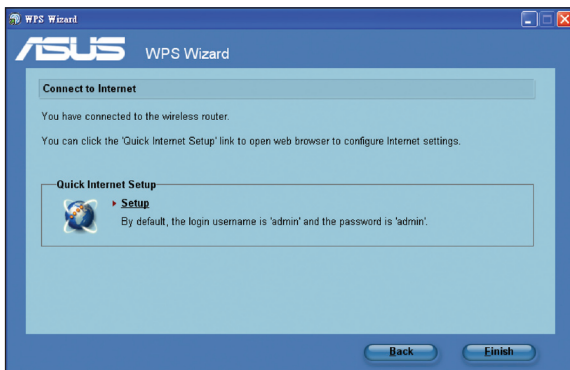 WPS Wizard
ASUS WPS Wizard
Connect to Internet
You have connected to the wireless router.
You can click the 'Quick Internet Setup' link to open web browser to configure Internet settings.
Quick Internet Setup
Setup
By default, the login username is 'admin' and the password is 'admin'.
Back Finish